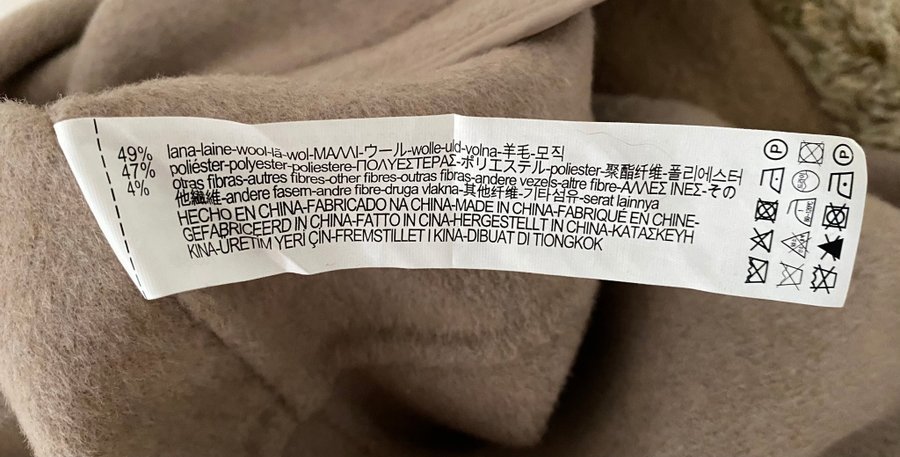 49% lana-laine-wool-lã-wol-ΜΑΛΛΙ-ウール-wolle-uld-volna-羊毛-모직
47% poliéster-polyester-poliestere-ΠΟΛΥΕΣΤΕΡΑΣ-ポリエステル-poliester-聚酯纤维-폴리에스터
4% otras fibras-autres fibres-other fibres-outras fibras-andere vezels-altre fibre-ΑΛΛΕΣ ΙΝΕΣ-その
他繊維-andere fasern-andre fibre-druga vlakna-其他纤维-기타섬유-serat lainnya
HECHO EN CHINA-FABRICADO NA CHINA-MADE IN CHINA-FABRIQUÉ EN CHINE-
GEFABRICEERD IN CHINA-FATTO IN CINA-HERGESTELLT IN CHINA-ΚΑΤΑΣΚΕΥΗ
KINA-ÜRETİM YERİ ÇİN-FREMSTILLET I KINA-DIBUAT DI TIONGKOK
P P